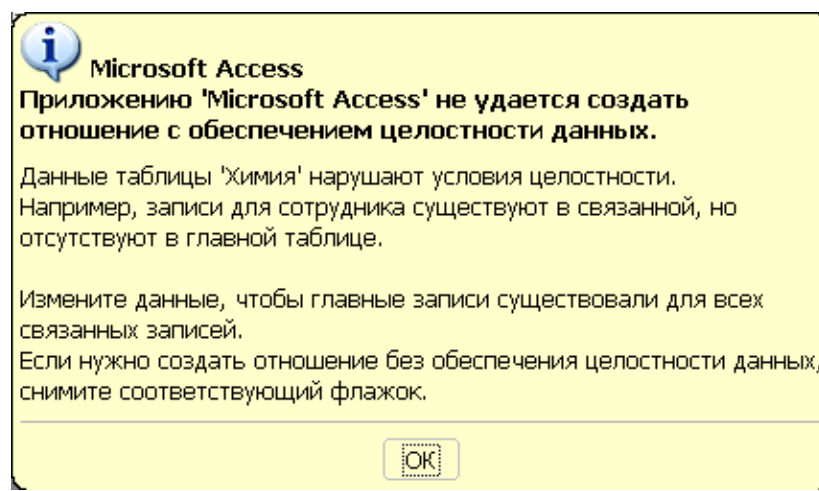 Microsoft Access
Приложению 'Microsoft Access' не удается создать
отношение с обеспечением целостности данных.
Данные таблицы 'Химия' нарушают условия целостности.
Например, записи для сотрудника существуют в связанной, но
отсутствуют в главной таблице.
Измените данные, чтобы главные записи существовали для всех
связанных записей.
Если нужно создать отношение без обеспечения целостности данных,
снимите соответствующий флажок.
ОК